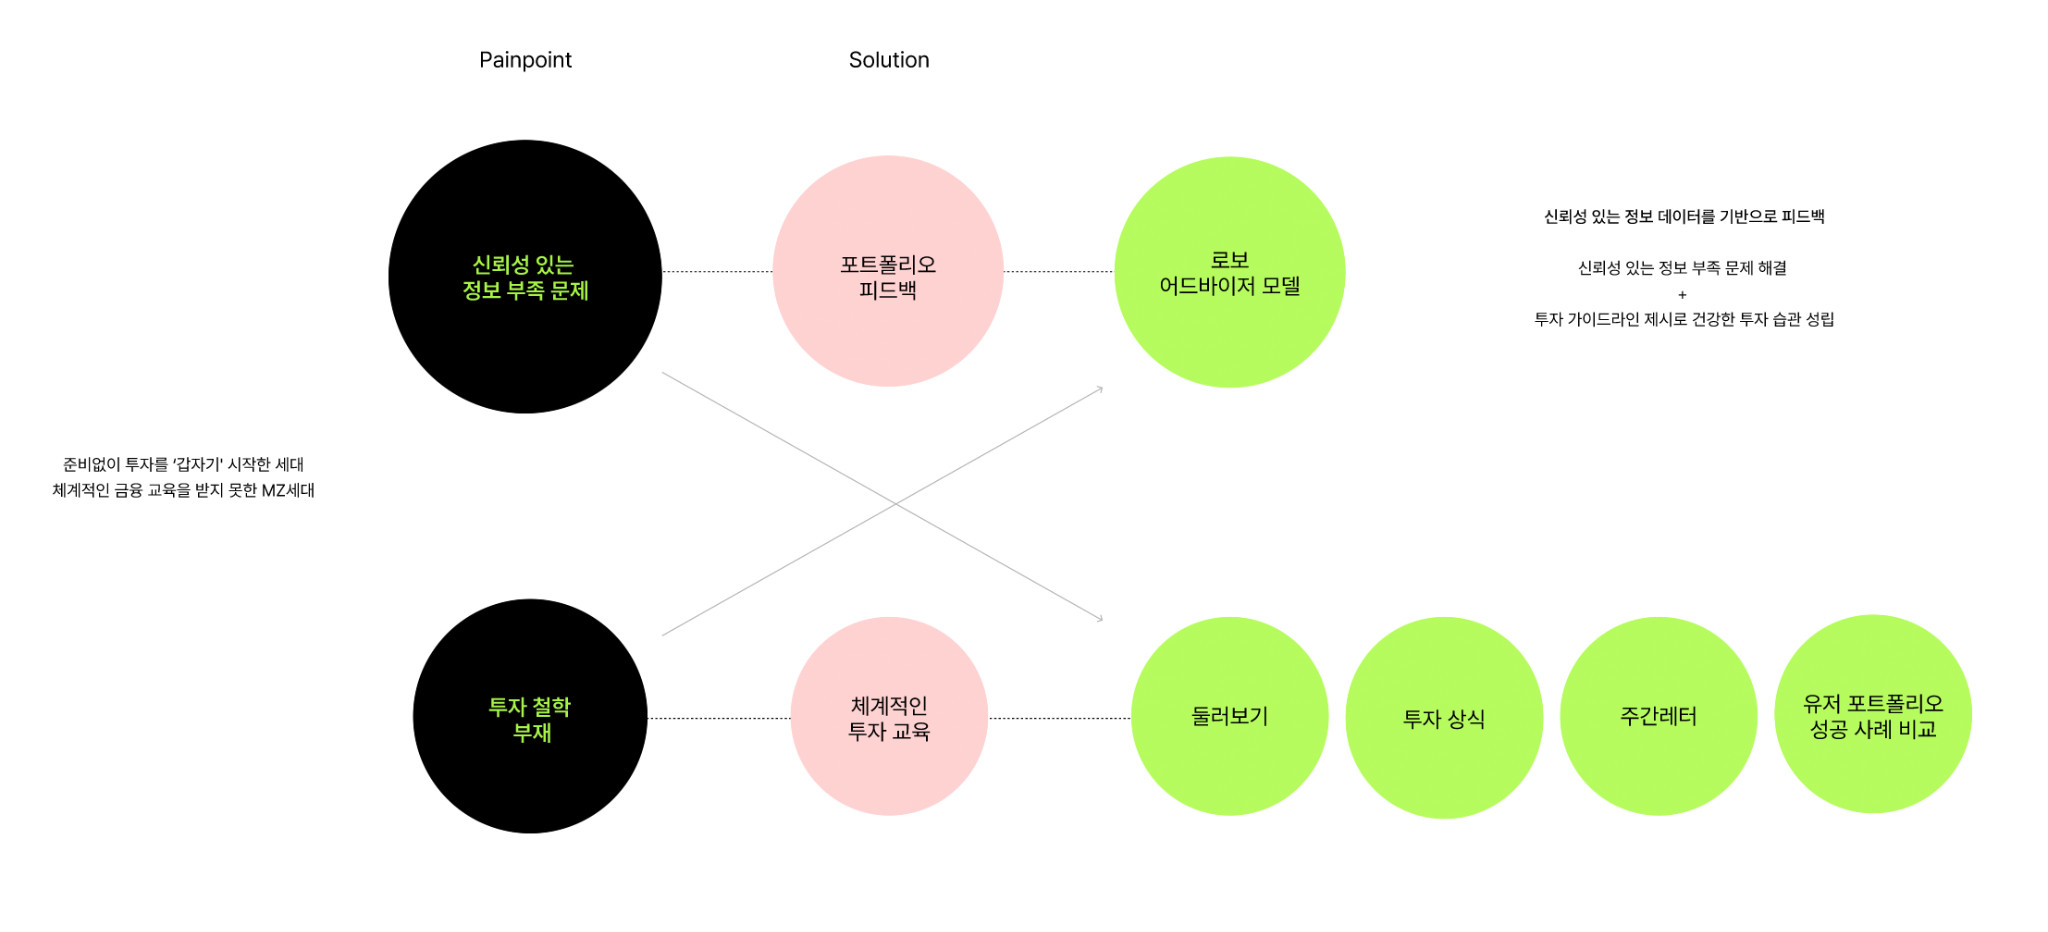 Painpoint
Solution
신뢰성 있는
정보 부족 문제
포트폴리오
피드백
로보
어드바이저 모델
신뢰성 있는 정보 데이터를 기반으로 피드백
신뢰성 있는 정보 부족 문제 해결
+
투자 가이드라인 제시로 건강한 투자 습관 성립
준비없이 투자를 ‘갑자기' 시작한 세대
체계적인 금융 교육을 받지 못한 MZ세대
투자 철학
부재
체계적인
투자 교육
둘러보기
투자 상식
주간레터
유저 포트폴리오
성공 사례 비교